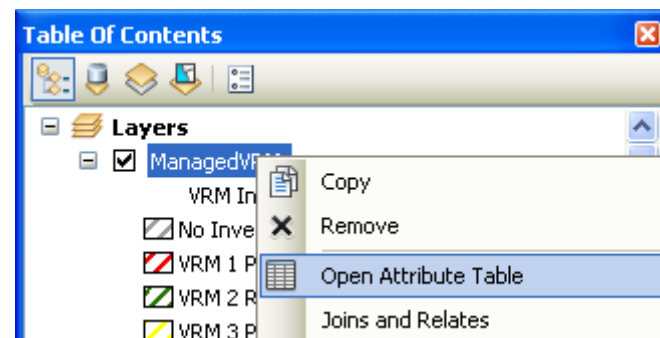 Table Of Contents
Layers
ManagedVRM
VRM In
No Inve
VRM 1 P
VRM 2 R
VRM 3 P
Copy
Remove
Open Attribute Table
Joins and Relates